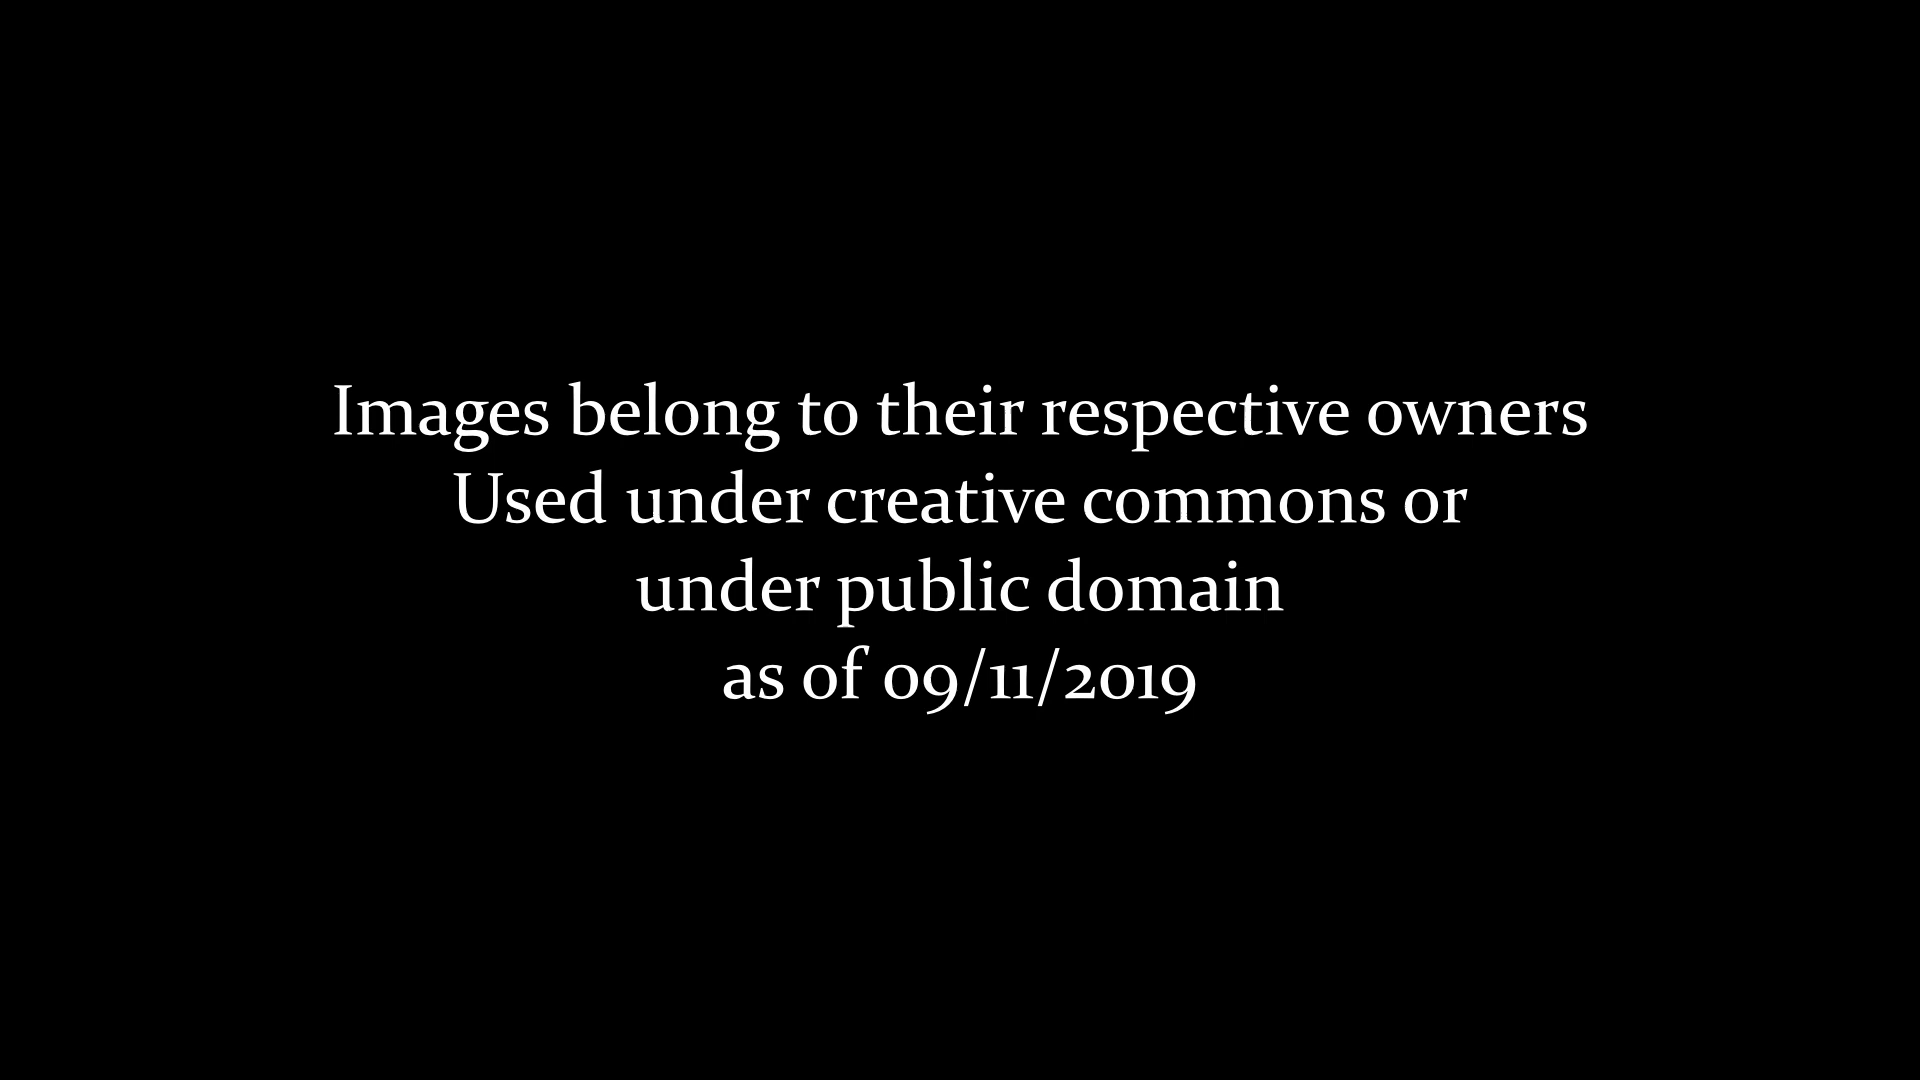 Images belong to their respective owners
Used under creative commons or
under public domain
as of 09/11/2019